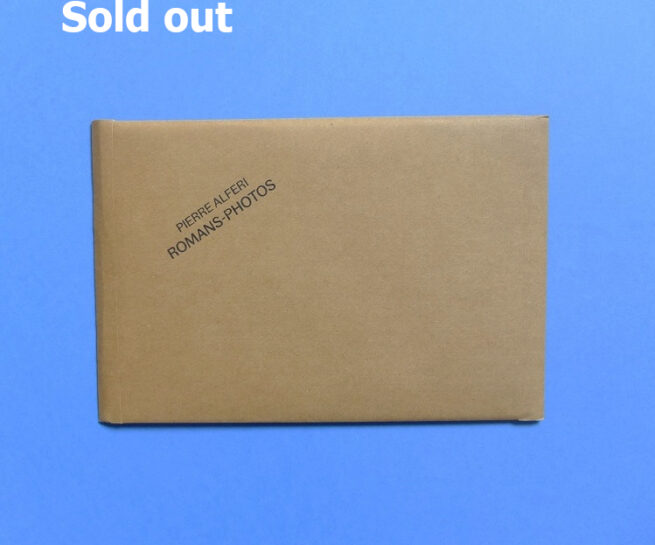 Sold out
PIERRE ALFERI
ROMANS-PHOTOS